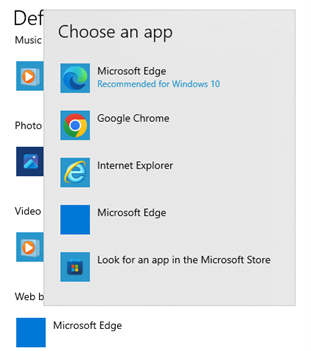 Def
Choose an app
Music
Microsoft Edge
Recommended for Windows 10
Google Chrome
Photo
Internet Explorer
Video
Microsoft Edge
Look for an app in the Microsoft Store
Web b
Microsoft Edge